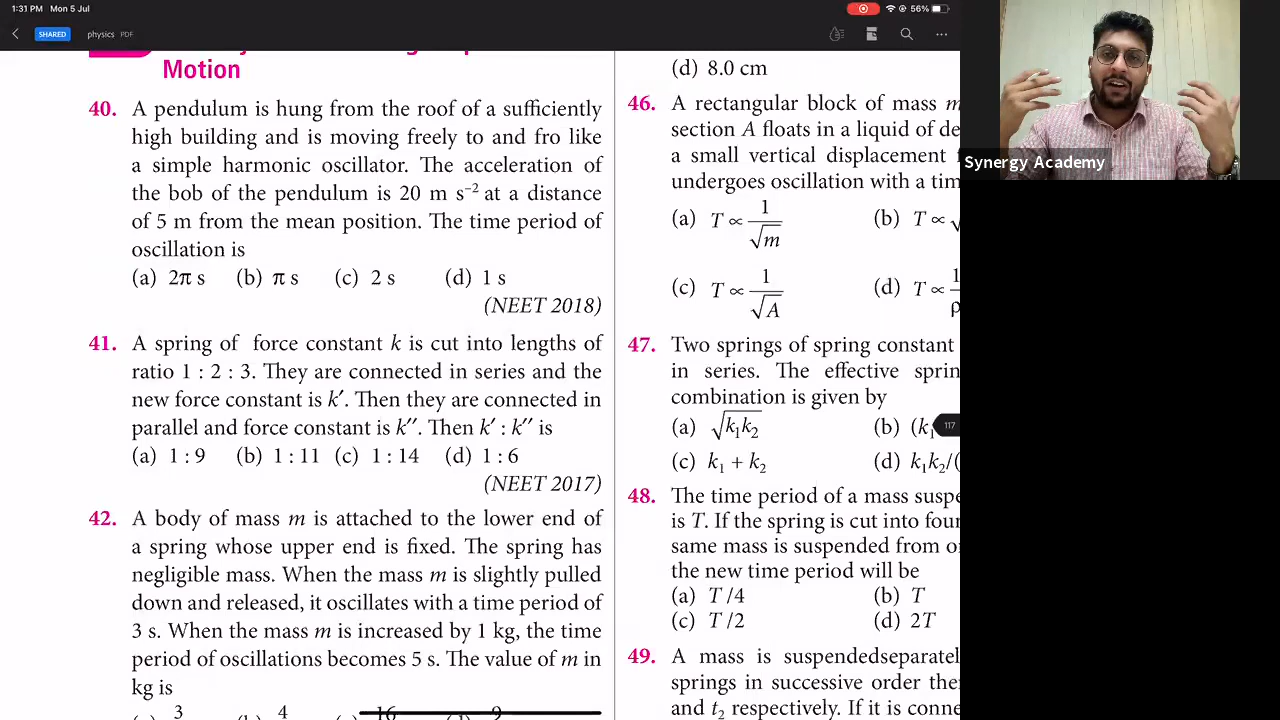 1:31 PM Mon 5 Jul
56%
SHARED
physics PDF
Motion
40. A pendulum is hung from the roof of a sufficiently
high building and is moving freely to and fro like
a simple harmonic oscillator. The acceleration of
the bob of the pendulum is 20 m s⁻² at a distance
of 5 m from the mean position. The time period of
oscillation is
(a) 2π s (b) π s (c) 2 s (d) 1 s
(NEET 2018)
41. A spring of force constant k is cut into lengths of
ratio 1 : 2 : 3. They are connected in series and the
new force constant is k′. Then they are connected in
parallel and force constant is k″. Then k′ : k″ is
(a) 1 : 9 (b) 1 : 11 (c) 1 : 14 (d) 1 : 6
(NEET 2017)
42. A body of mass m is attached to the lower end of
a spring whose upper end is fixed. The spring has
negligible mass. When the mass m is slightly pulled
down and released, it oscillates with a time period of
3 s. When the mass m is increased by 1 kg, the time
period of oscillations becomes 5 s. The value of m in
kg is
3 4 16 9
(d) 8.0 cm
46. A rectangular block of mass m
section A floats in a liquid of de
a small vertical displacement
undergoes oscillation with a tim
(a) T ∝ 1/√m (b) T ∝ √
(c) T ∝ 1/√A (d) T ∝ 1/ρ
47. Two springs of spring constant
in series. The effective sprin
combination is given by
(a) √k₁k₂ (b) (k₁
117
(c) k₁ + k₂ (d) k₁k₂/(
48. The time period of a mass suspe
is T. If the spring is cut into four
same mass is suspended from o
the new time period will be
(a) T/4 (b) T
(c) T/2 (d) 2T
49. A mass is suspendedseparatel
springs in successive order the
and t₂ respectively. If it is conne
Synergy Academy